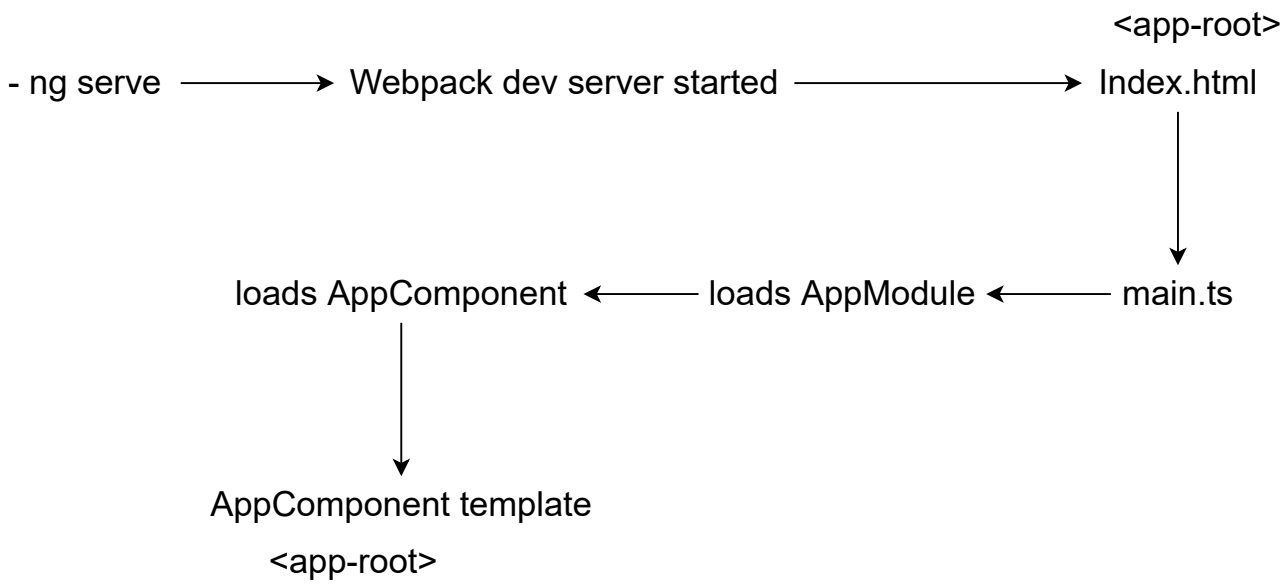 <app-root>
- ng serve
Webpack dev server started
Index.html
main.ts
loads AppModule
loads AppComponent
AppComponent template
<app-root>